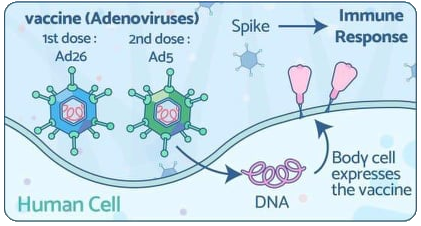 vaccine (Adenoviruses)
1st dose :
Ad26
2nd dose :
Ad5
Spike
Immune
Response
Body cell
expresses
the vaccine
DNA
Human Cell